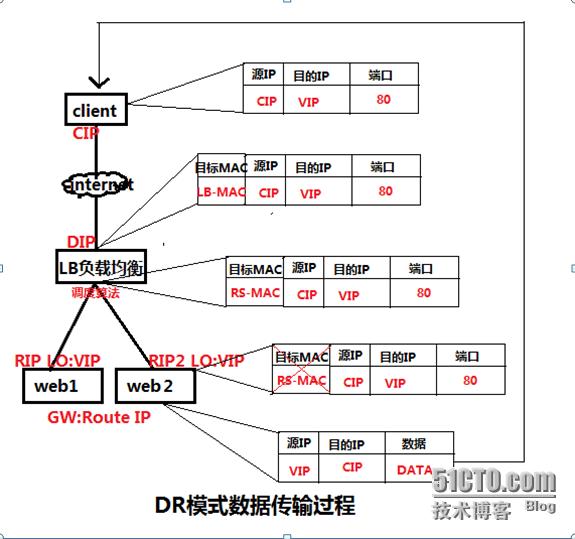 源IP 目的IP 端口
CIP VIP 80
client
CIP
internet
目标MAC 源IP 目的IP 端口
LB-MAC CIP VIP 80
DIP
LB负载均衡
调度算法
目标MAC 源IP 目的IP 端口
RS-MAC CIP VIP 80
RIP LO:VIP RIP2 LO:VIP
web1 web2
GW:Route IP
目标MAC 源IP 目的IP 端口
RS-MAC CIP VIP 80
源IP 目的IP 数据
VIP CIP DATA
DR模式数据传输过程
51CTO.com
技术博客 Blog